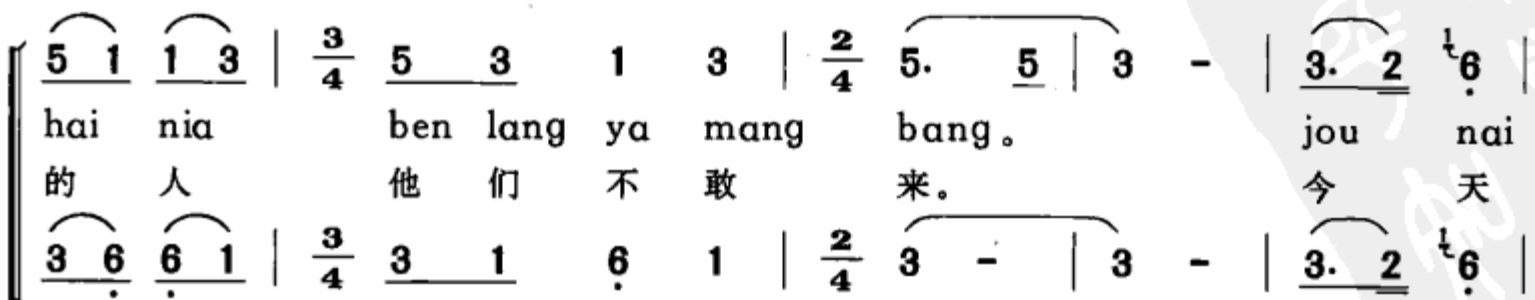 5 1 1 3 | 3/4 5 3 1 3 | 2/4 5. 5 | 3 - | 3. 2 1 6 |
hai nia ben lang ya mang bang。 jou nai
的 人 他 们 不 敢 来。 今 天
3 6 6 1 | 3/4 3 1 6 1 | 2/4 3 - | 3 - | 3. 2 1 6 |